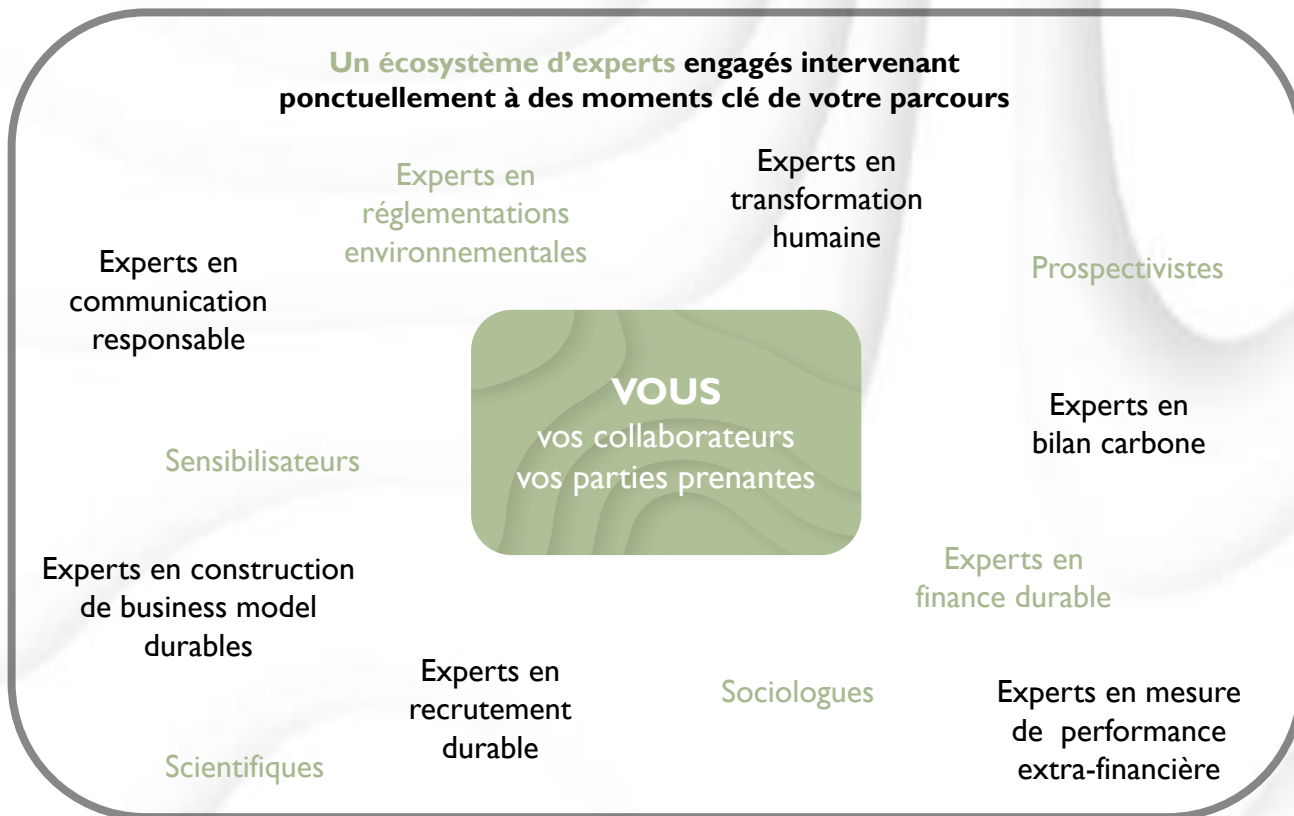 Un écosystème d'experts engagés intervenant
ponctuellement à des moments clé de votre parcours
Experts en
transformation
humaine
Experts en
réglementations
environnementales
Experts en
communication
responsable
Prospectivistes
VOUS
vos collaborateurs
vos parties prenantes
Experts en
bilan carbone
Sensibilisateurs
Experts en
finance durable
Experts en construction
de business model
durables
Experts en
recrutement
durable
Sociologues
Experts en mesure
de performance
extra-financière
Scientifiques